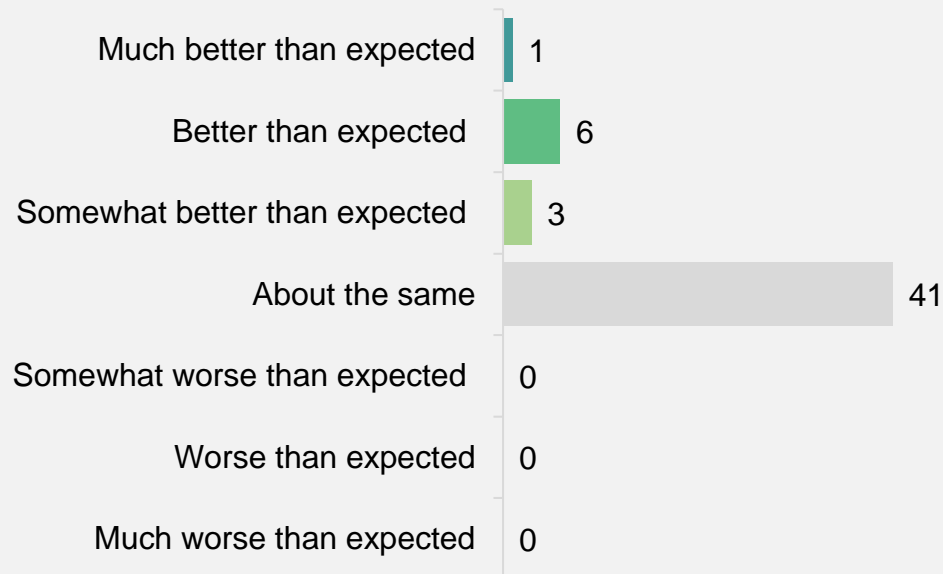 Much better than expected 1
Better than expected 6
Somewhat better than expected 3
About the same 41
Somewhat worse than expected 0
Worse than expected 0
Much worse than expected 0